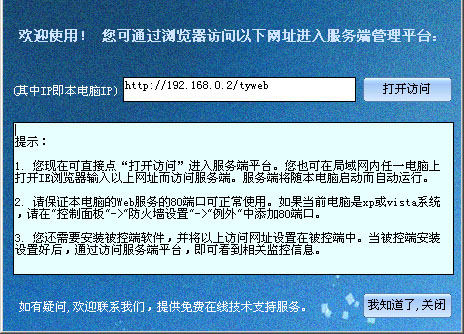 欢迎使用！ 您可通过浏览器访问以下网址进入服务端管理平台：
(其中IP即本电脑IP) http://192.168.0.2/tyweb 打开访问
提示：
1. 您现在可直接点“打开访问”进入服务端平台。您也可在局域网内任一电脑上
打开IE浏览器输入以上网址而访问服务端。服务端将随本电脑启动而自动运行。
2. 请保证本电脑的Web服务的80端口可正常使用。如果当前电脑是xp或vista系统
，请在"控制面板"->"防火墙设置"->"例外"中添加80端口。
3. 您还需要安装被控端软件，并将以上访问网址设置在被控端中。当被控端安装
设置好后，通过访问服务端平台，即可看到相关监控信息。
如有疑问,欢迎联系我们，提供免费在线技术支持服务。 我知道了,关闭